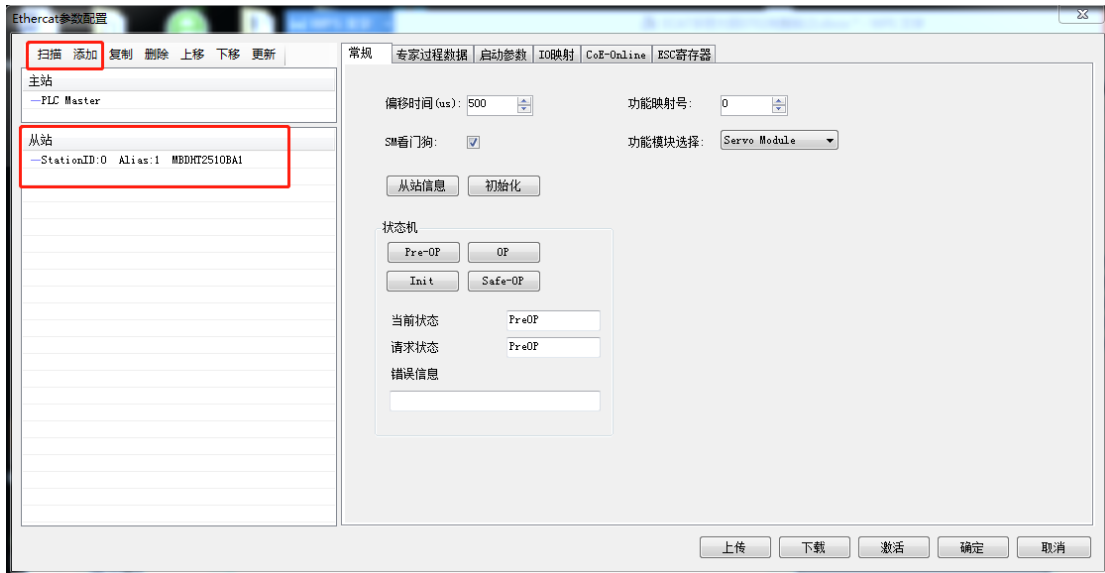 Ethercat参数配置
扫描 添加 复制 删除 上移 下移 更新
主站
PLC Master
从站
StationID:0 Alias:1 MBDHT2510BA1
常规 专家过程数据 启动参数 IO映射 CoE-Online ESC寄存器
偏移时间(us): 500 功能映射号: 0
SM看门狗: 功能模块选择: Servo Module
从站信息 初始化
状态机
Pre-OP OP
Init Safe-OP
当前状态 PreOP
请求状态 PreOP
错误信息
上传 下载 激活 确定 取消